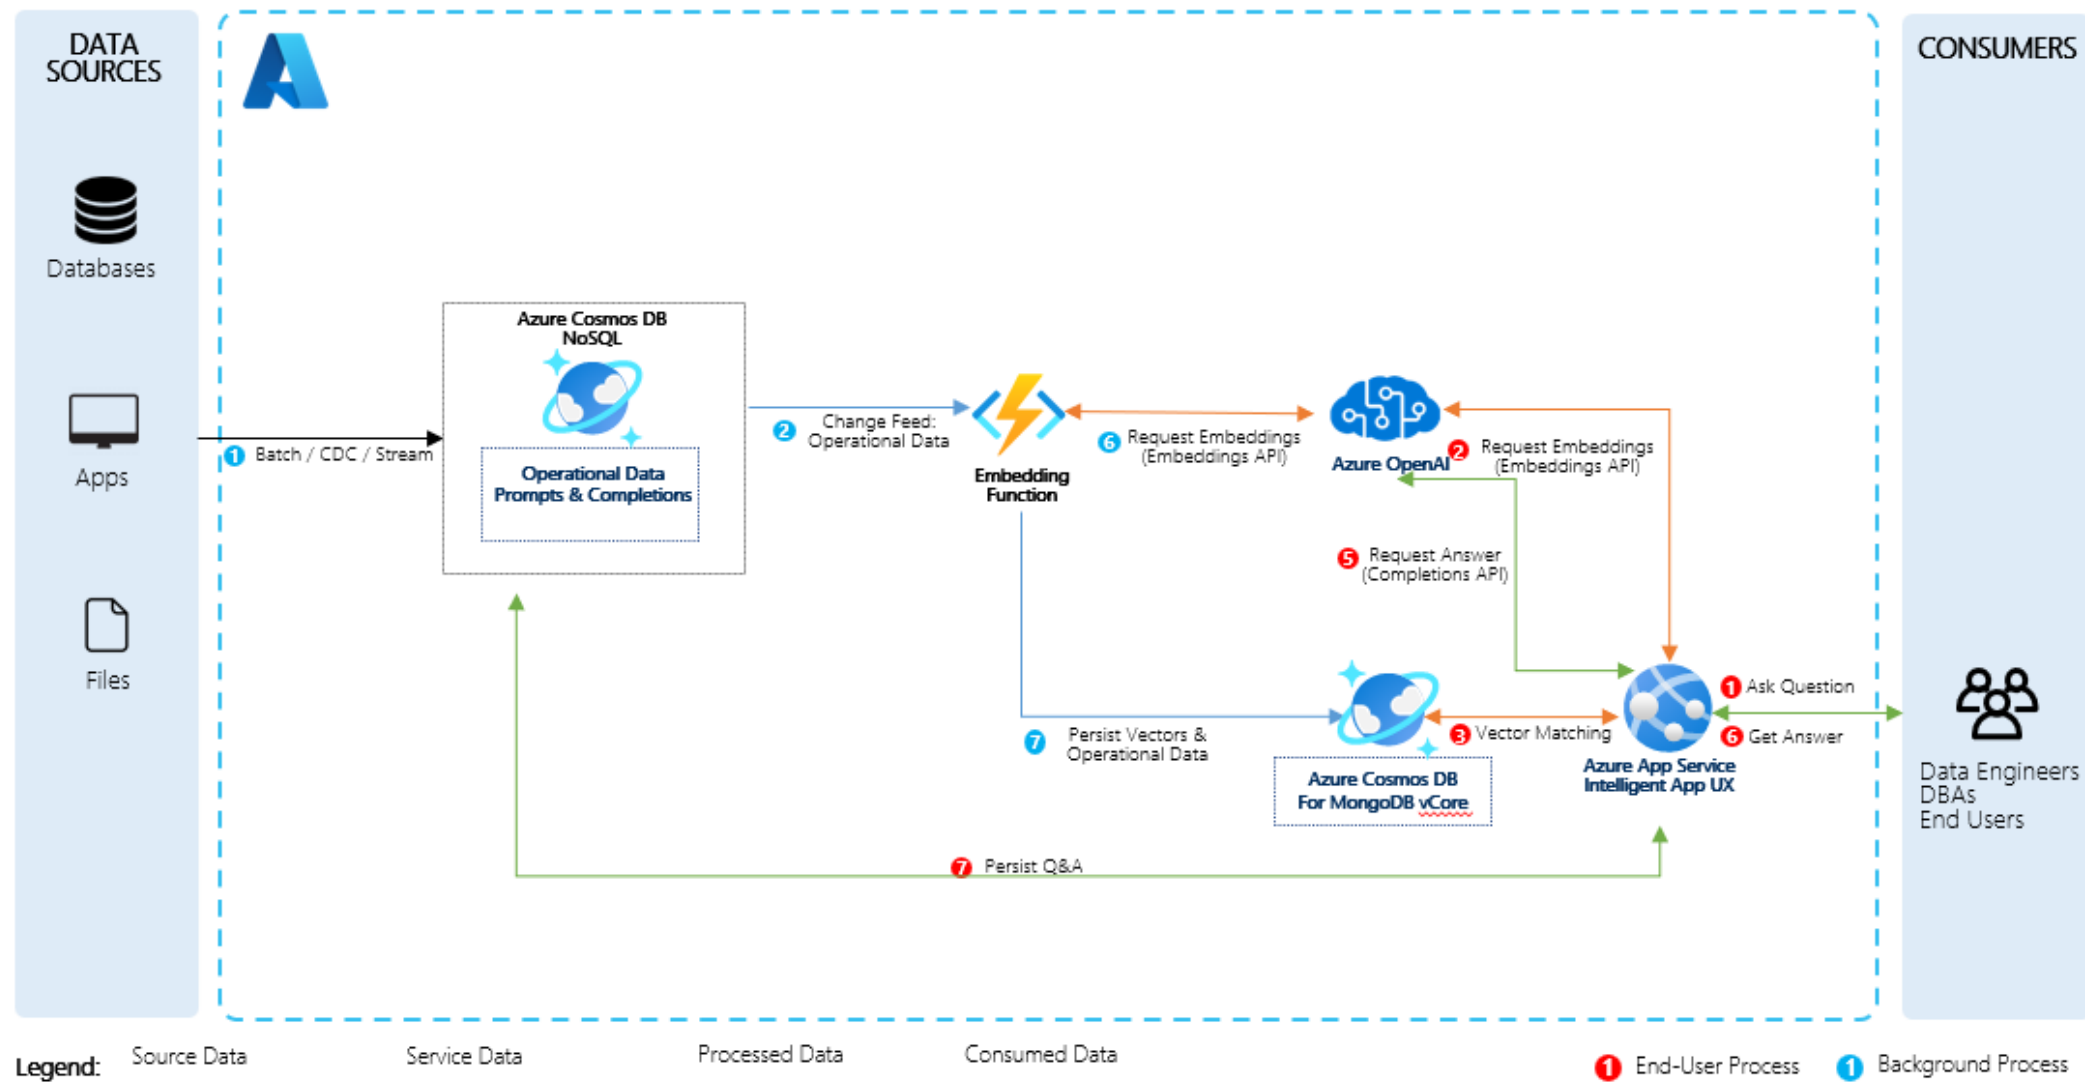 DATA
SOURCES
Databases
Apps
Files
1 Batch / CDC / Stream
Azure Cosmos DB
NoSQL
Operational Data
Prompts & Completions
2 Change Feed:
Operational Data
Embedding
Function
6 Request Embeddings
(Embeddings API)
Azure OpenAI
2 Request Embeddings
(Embeddings API)
5 Request Answer
(Completions API)
7 Persist Vectors &
Operational Data
Azure Cosmos DB
For MongoDB vCore
3 Vector Matching
Azure App Service
Intelligent App UX
1 Ask Question
6 Get Answer
7 Persist Q&A
CONSUMERS
Data Engineers
DBAs
End Users
Legend:
Source Data
Service Data
Processed Data
Consumed Data
1 End-User Process
1 Background Process